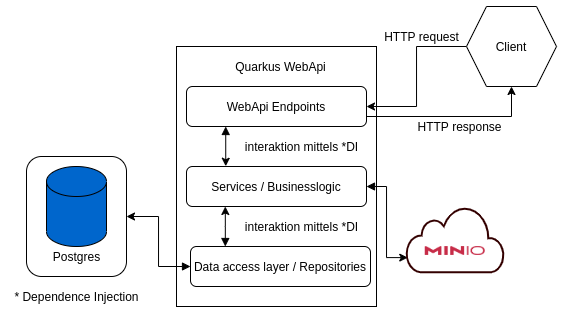 HTTP request
Client
Quarkus WebApi
WebApi Endpoints
HTTP response
interaktion mittels *DI
Services / Businesslogic
interaktion mittels *DI
MINIO
Postgres
Data access layer / Repositories
* Dependence Injection